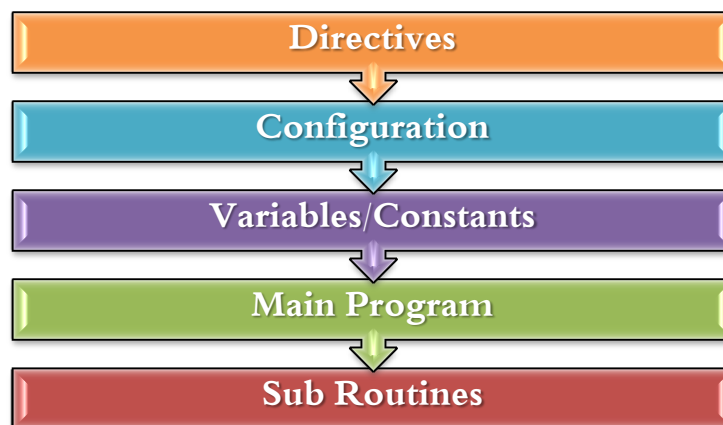 Directives
Configuration
Variables/Constants
Main Program
Sub Routines